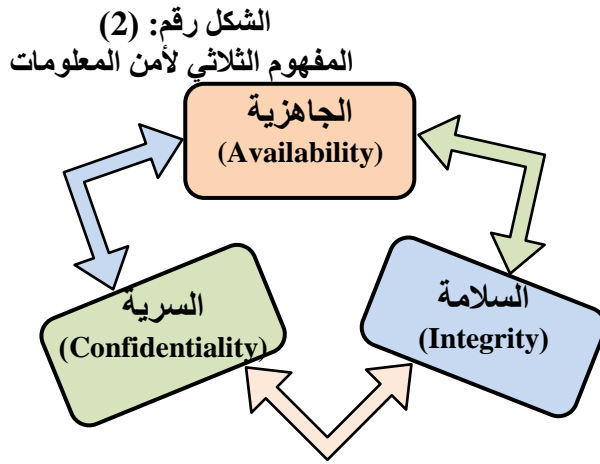 الشكل رقم: (2)
المفهوم الثلاثي لأمن المعلومات
الجاهزية
(Availability)
السرية
(Confidentiality)
السلامة
(Integrity)